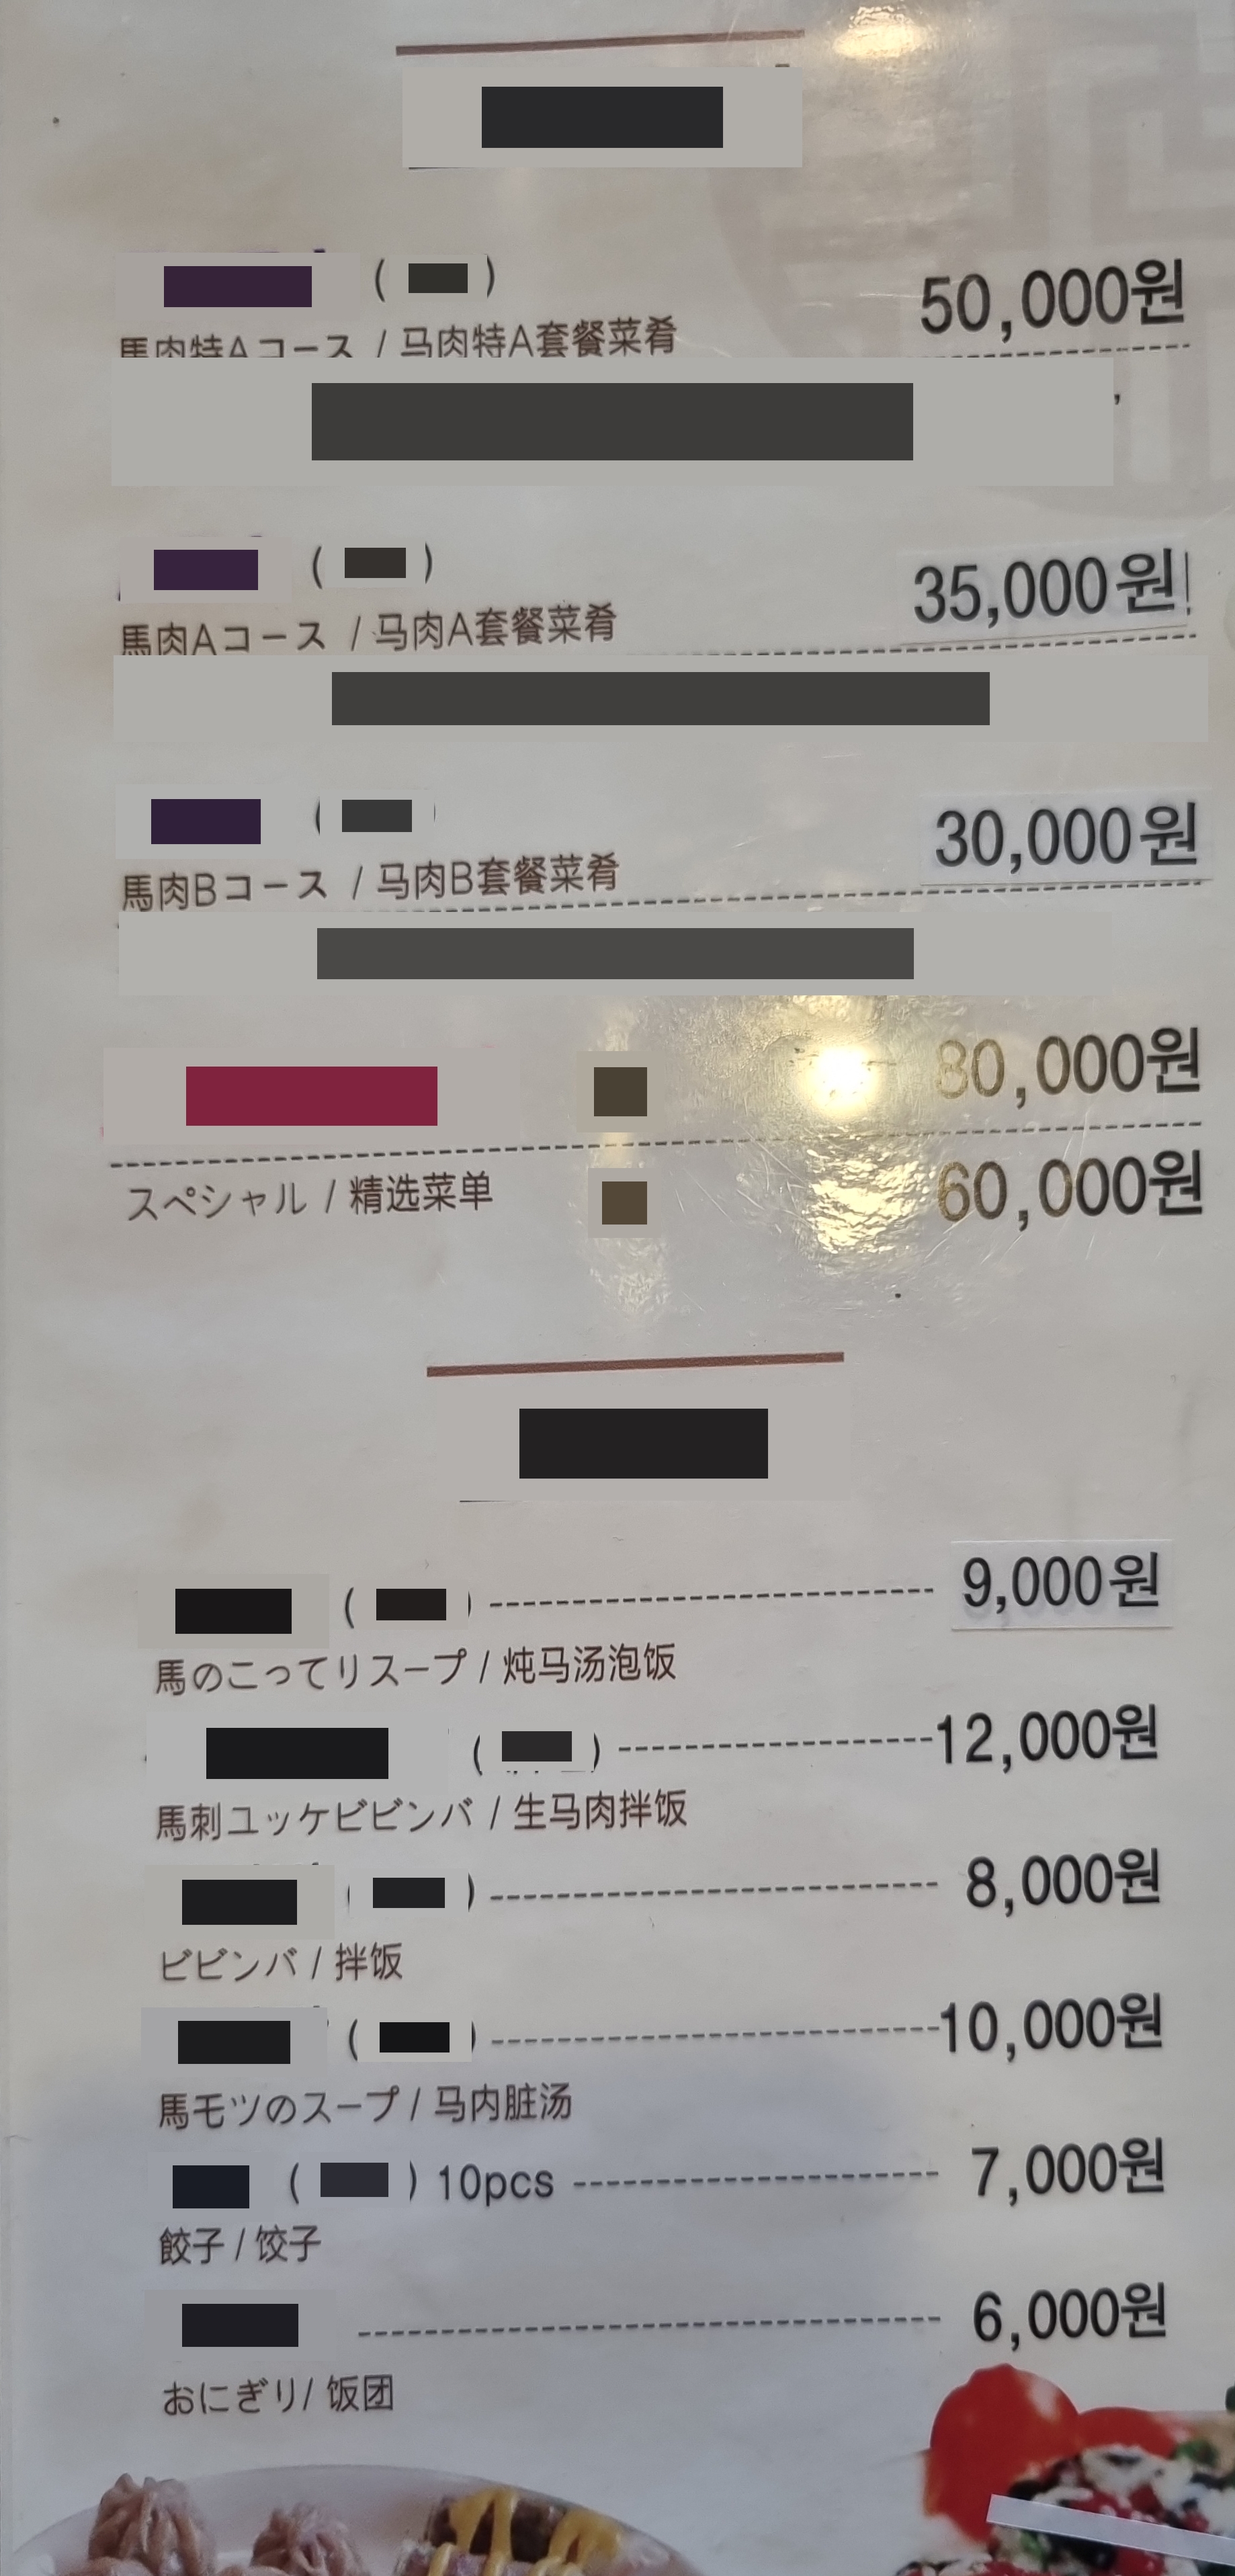 ( )
50,000원
馬肉特Aコース / 马肉特A套餐菜肴
( )
35,000원
馬肉Aコース / 马肉A套餐菜肴
( )
30,000원
馬肉Bコース / 马肉B套餐菜肴
80,000원
スペシャル / 精选菜单
60,000원
( ) 9,000원
馬のこってりスープ / 炖马汤泡饭
( ) 12,000원
馬刺ユッケビビンバ / 生马肉拌饭
) 8,000원
ビビンバ / 拌饭
( ) 10,000원
馬モツのスープ / 马内脏汤
( ) 10pcs 7,000원
餃子 / 饺子
6,000원
おにぎり/ 饭团